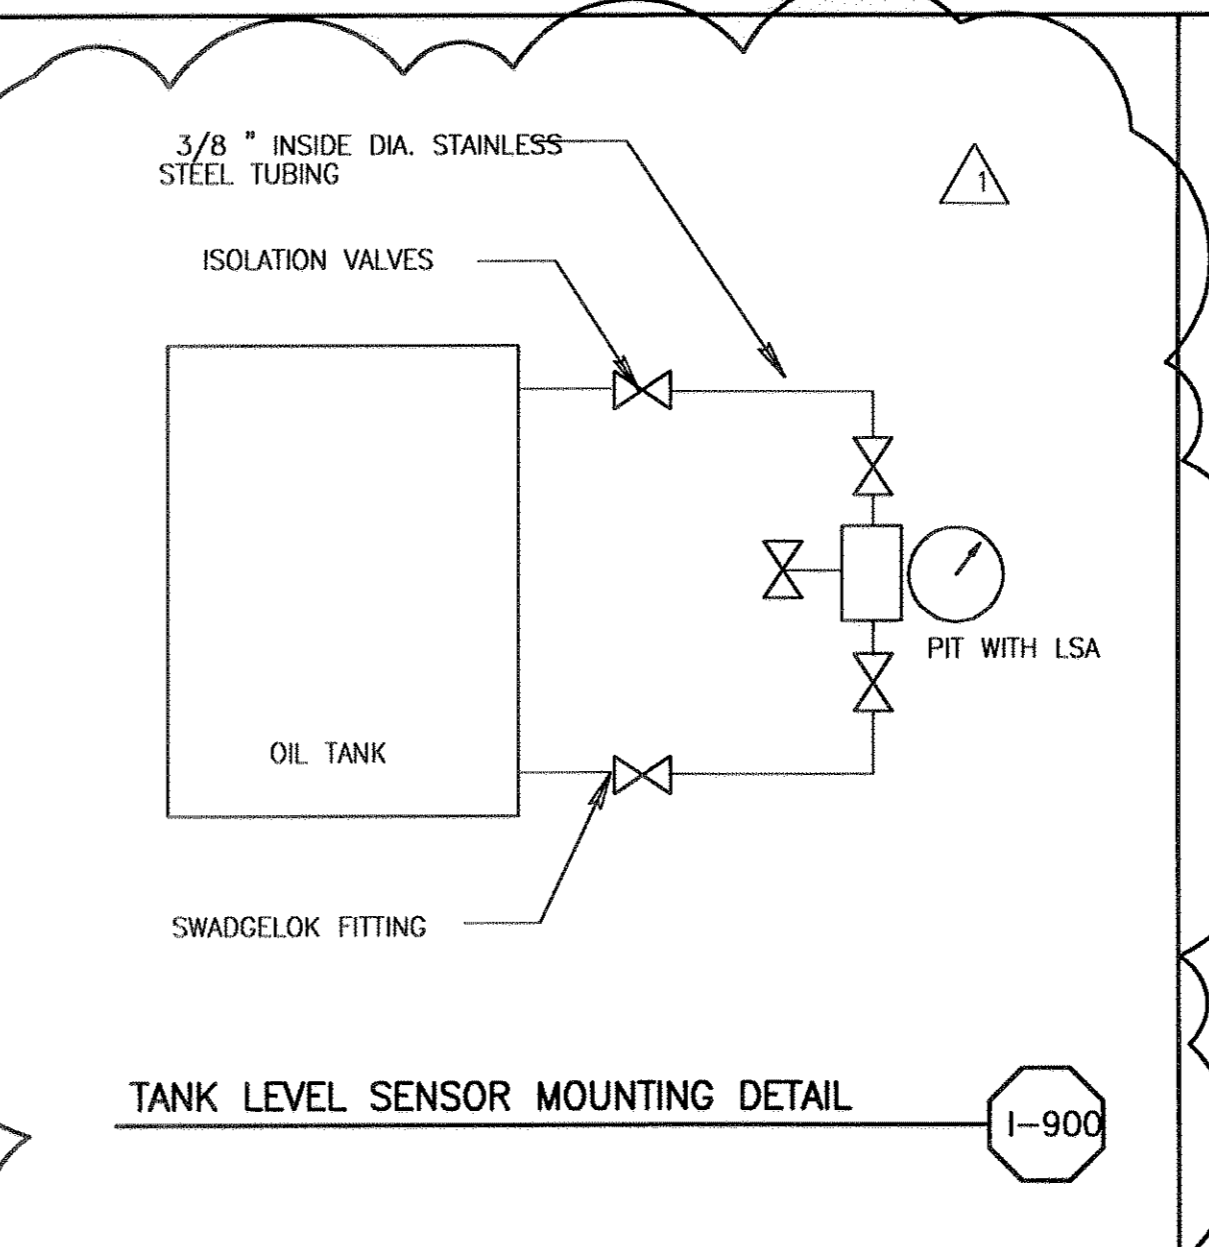 3/8 " INSIDE DIA. STAINLESS
STEEL TUBING
1
ISOLATION VALVES
PIT WITH LSA
OIL TANK
SWADGELOK FITTING
TANK LEVEL SENSOR MOUNTING DETAIL
I-900